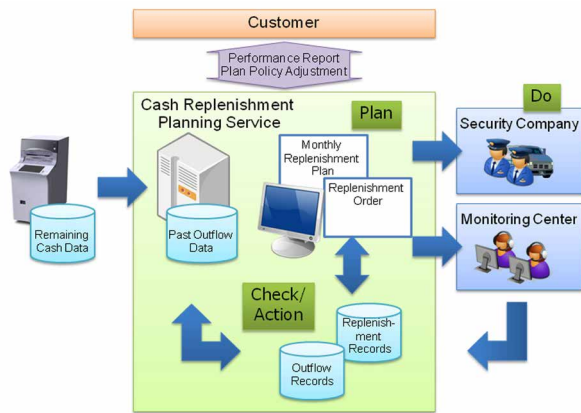 Customer
Performance Report
Plan Policy Adjustment
Cash Replenishment
Planning Service
Plan
Do
Monthly
Replenishment
Plan
Replenishment
Order
Security Company
Monitoring Center
Remaining
Cash Data
Past Outflow
Data
Check/
Action
Replenish-
ment
Records
Outflow
Records